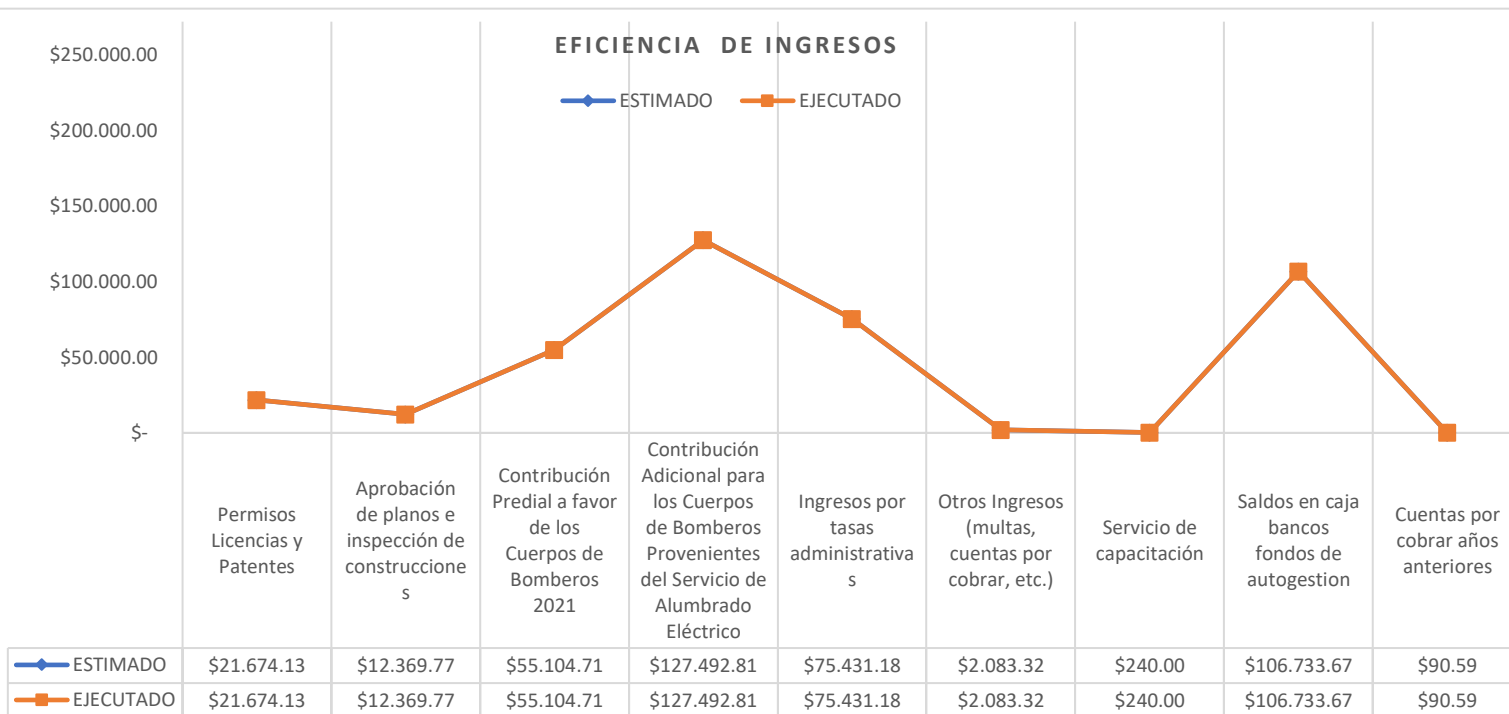 EFICIENCIA DE INGRESOS
ESTIMADO EJECUTADO
$250.000.00
$200.000.00
$150.000.00
$100.000.00
$50.000.00
$-
Permisos
Licencias y
Patentes
Aprobación
de planos e
inspección de
construccione
s
Contribución
Predial a favor
de los
Cuerpos de
Bomberos
2021
Contribución
Adicional para
los Cuerpos
de Bomberos
Provenientes
del Servicio de
Alumbrado
Eléctrico
Ingresos por
tasas
administrativa
s
Otros Ingresos
(multas,
cuentas por
cobrar, etc.)
Servicio de
capacitación
Saldos en caja
bancos
fondos de
autogestion
Cuentas por
cobrar años
anteriores
ESTIMADO $21.674.13 $12.369.77 $55.104.71 $127.492.81 $75.431.18 $2.083.32 $240.00 $106.733.67 $90.59
EJECUTADO $21.674.13 $12.369.77 $55.104.71 $127.492.81 $75.431.18 $2.083.32 $240.00 $106.733.67 $90.59